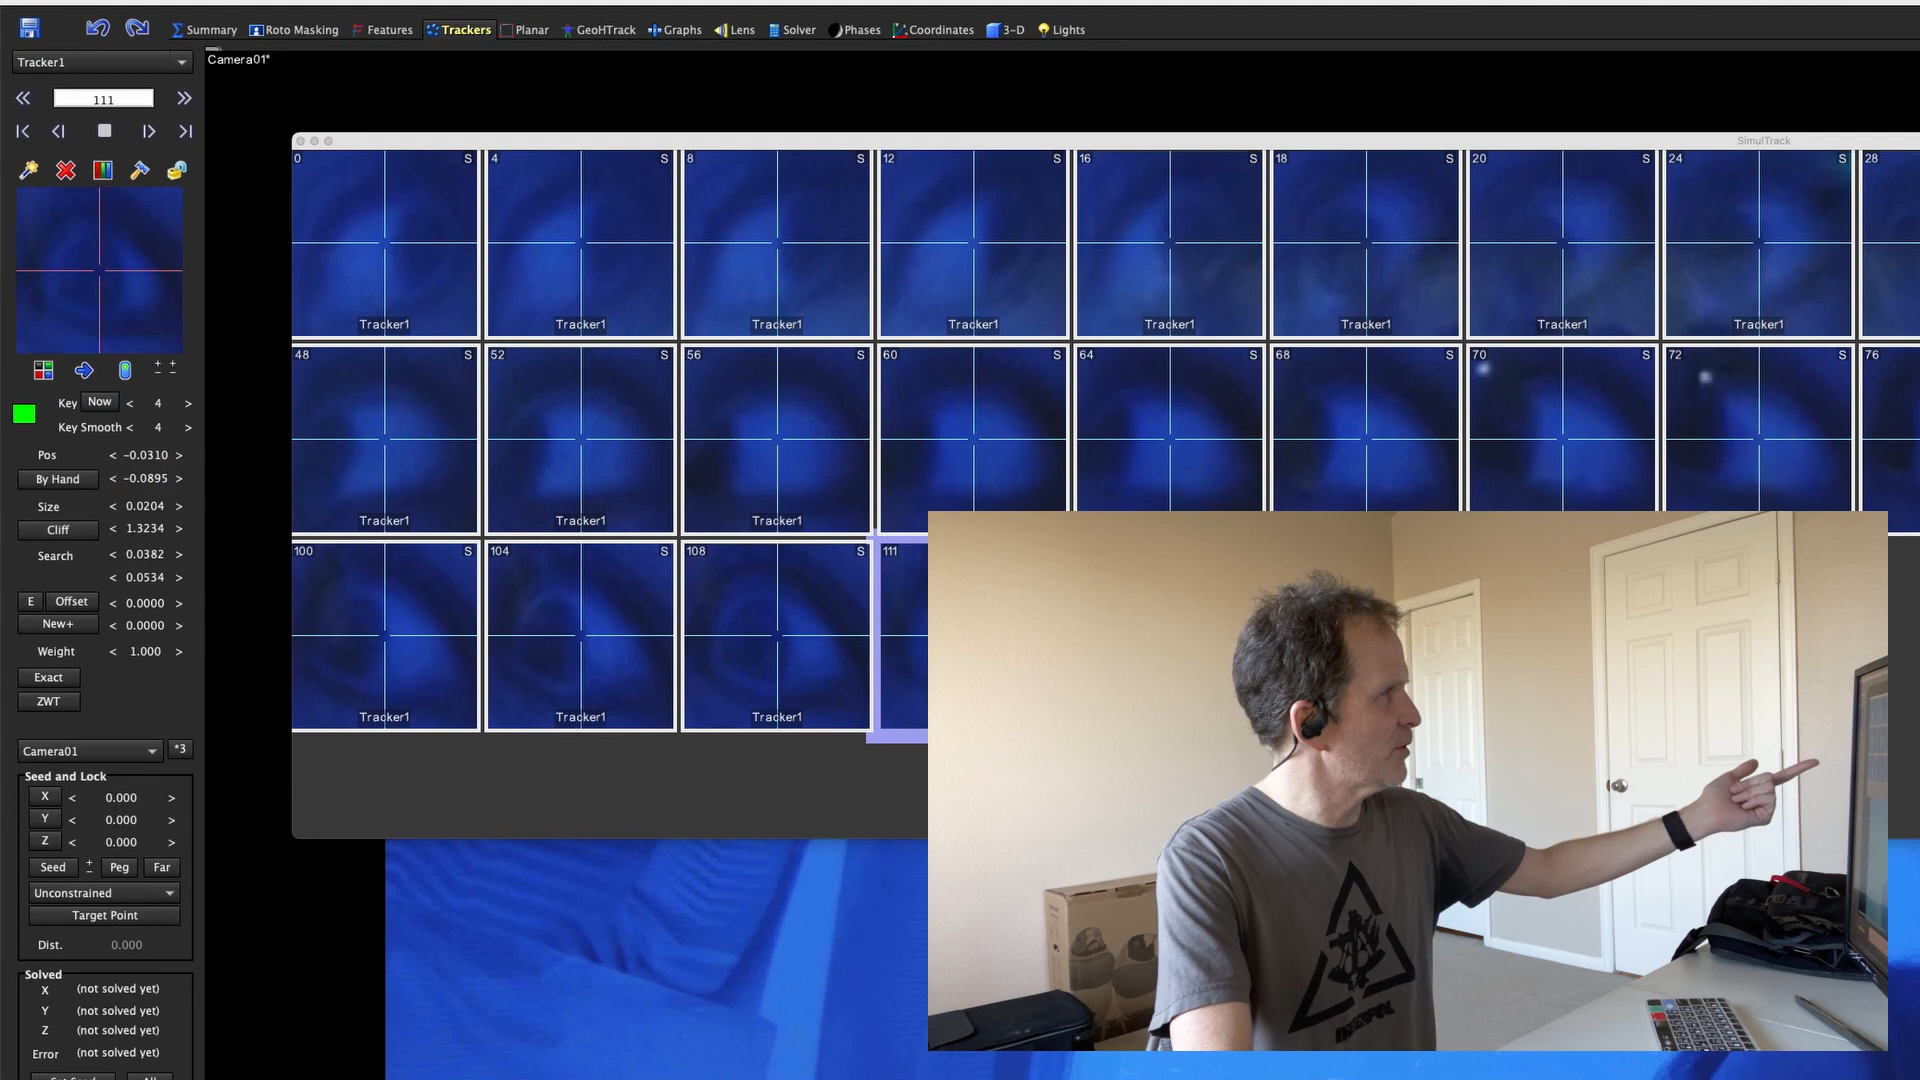 Summary Roto Masking Features Trackers Planar GeoHTrack Graphs Lens Solver Phases Coordinates 3-D Lights
Tracker1
Camera01*
111
SimulTrack
0 S 4 S 8 S 12 S 16 S 18 S 20 S 24 S 28
Tracker1 Tracker1 Tracker1 Tracker1 Tracker1 Tracker1 Tracker1 Tracker1
48 S 52 S 56 S 60 S 64 S 68 S 70 S 72 S 76
Tracker1 Tracker1 Tracker1
100 S 104 S 108 S 111
Tracker1 Tracker1 Tracker1
Key Now < 4 >
Key Smooth < 4 >
Pos < -0.0310 >
By Hand < -0.0895 >
Size < 0.0204 >
Cliff < 1.3234 >
Search < 0.0382 >
< 0.0534 >
E Offset < 0.0000 >
New+ < 0.0000 >
Weight < 1.000 >
Exact
ZWT
Camera01 *3
Seed and Lock
X < 0.000 >
Y < 0.000 >
Z < 0.000 >
Seed + - Peg Far
Unconstrained
Target Point
Dist. 0.000
Solved
X (not solved yet)
Y (not solved yet)
Z (not solved yet)
Error (not solved yet)